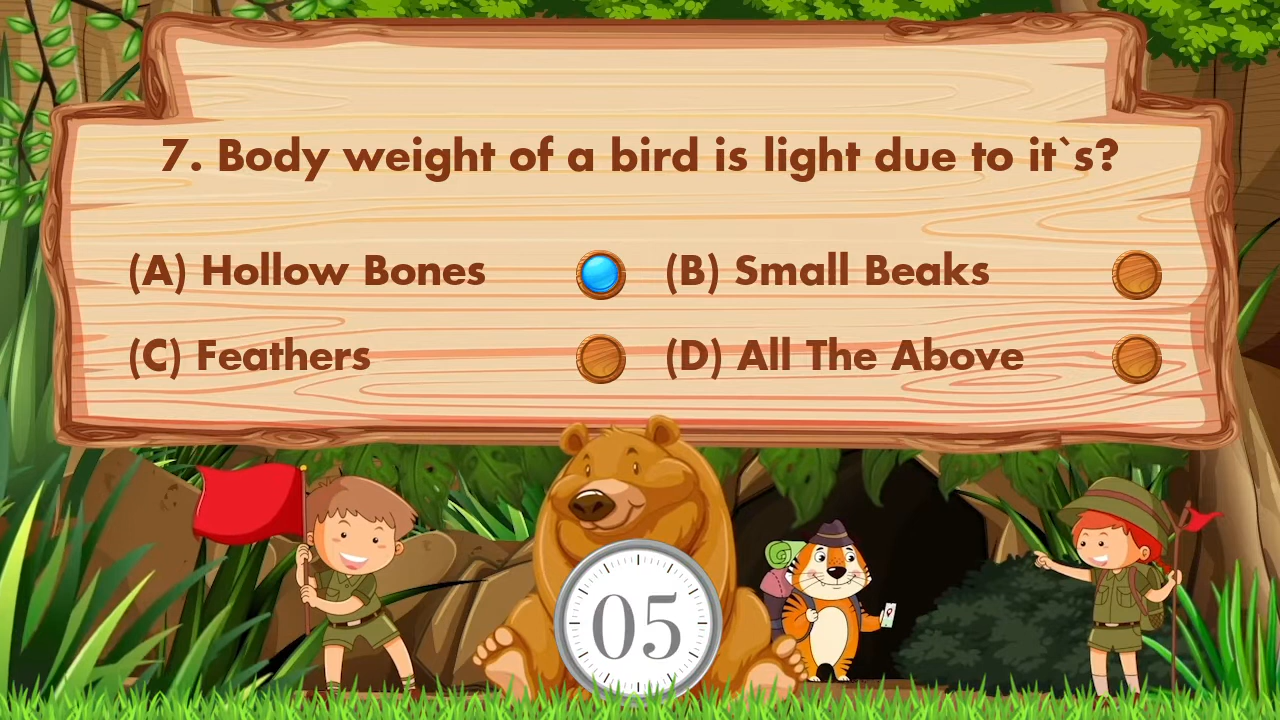 7. Body weight of a bird is light due to it`s?
(A) Hollow Bones (B) Small Beaks
(C) Feathers (D) All The Above
05